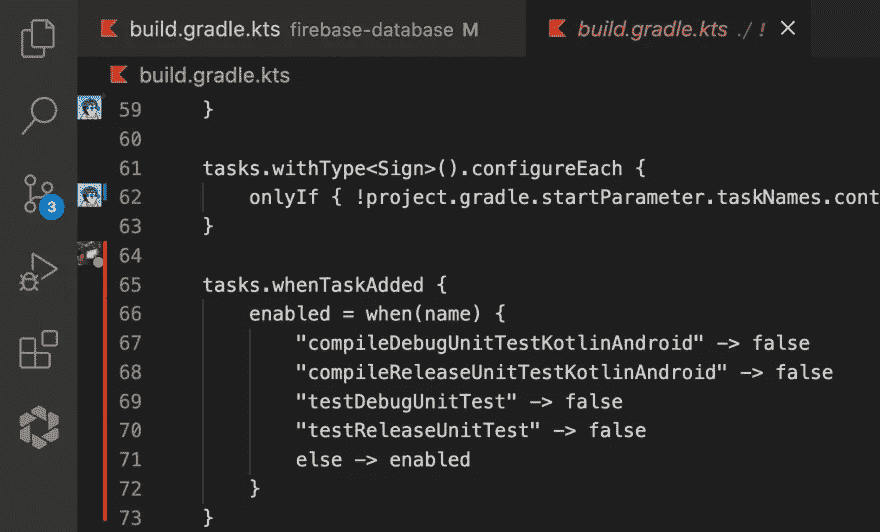 build.gradle.kts firebase-database M build.gradle.kts ./ !
build.gradle.kts
59 }
60
61 tasks.withType<Sign>().configureEach {
3 62 onlyIf { !project.gradle.startParameter.taskNames.cont
63 }
64
65 tasks.whenTaskAdded {
66 enabled = when(name) {
67 "compileDebugUnitTestKotlinAndroid" -> false
68 "compileReleaseUnitTestKotlinAndroid" -> false
69 "testDebugUnitTest" -> false
70 "testReleaseUnitTest" -> false
71 else -> enabled
72 }
73 }